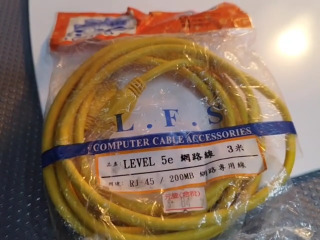 L.F.S
COMPUTER CABLE ACCESSORIES
LEVEL 5e 網路線 3米
RJ-45 / 200MB 網路專用線